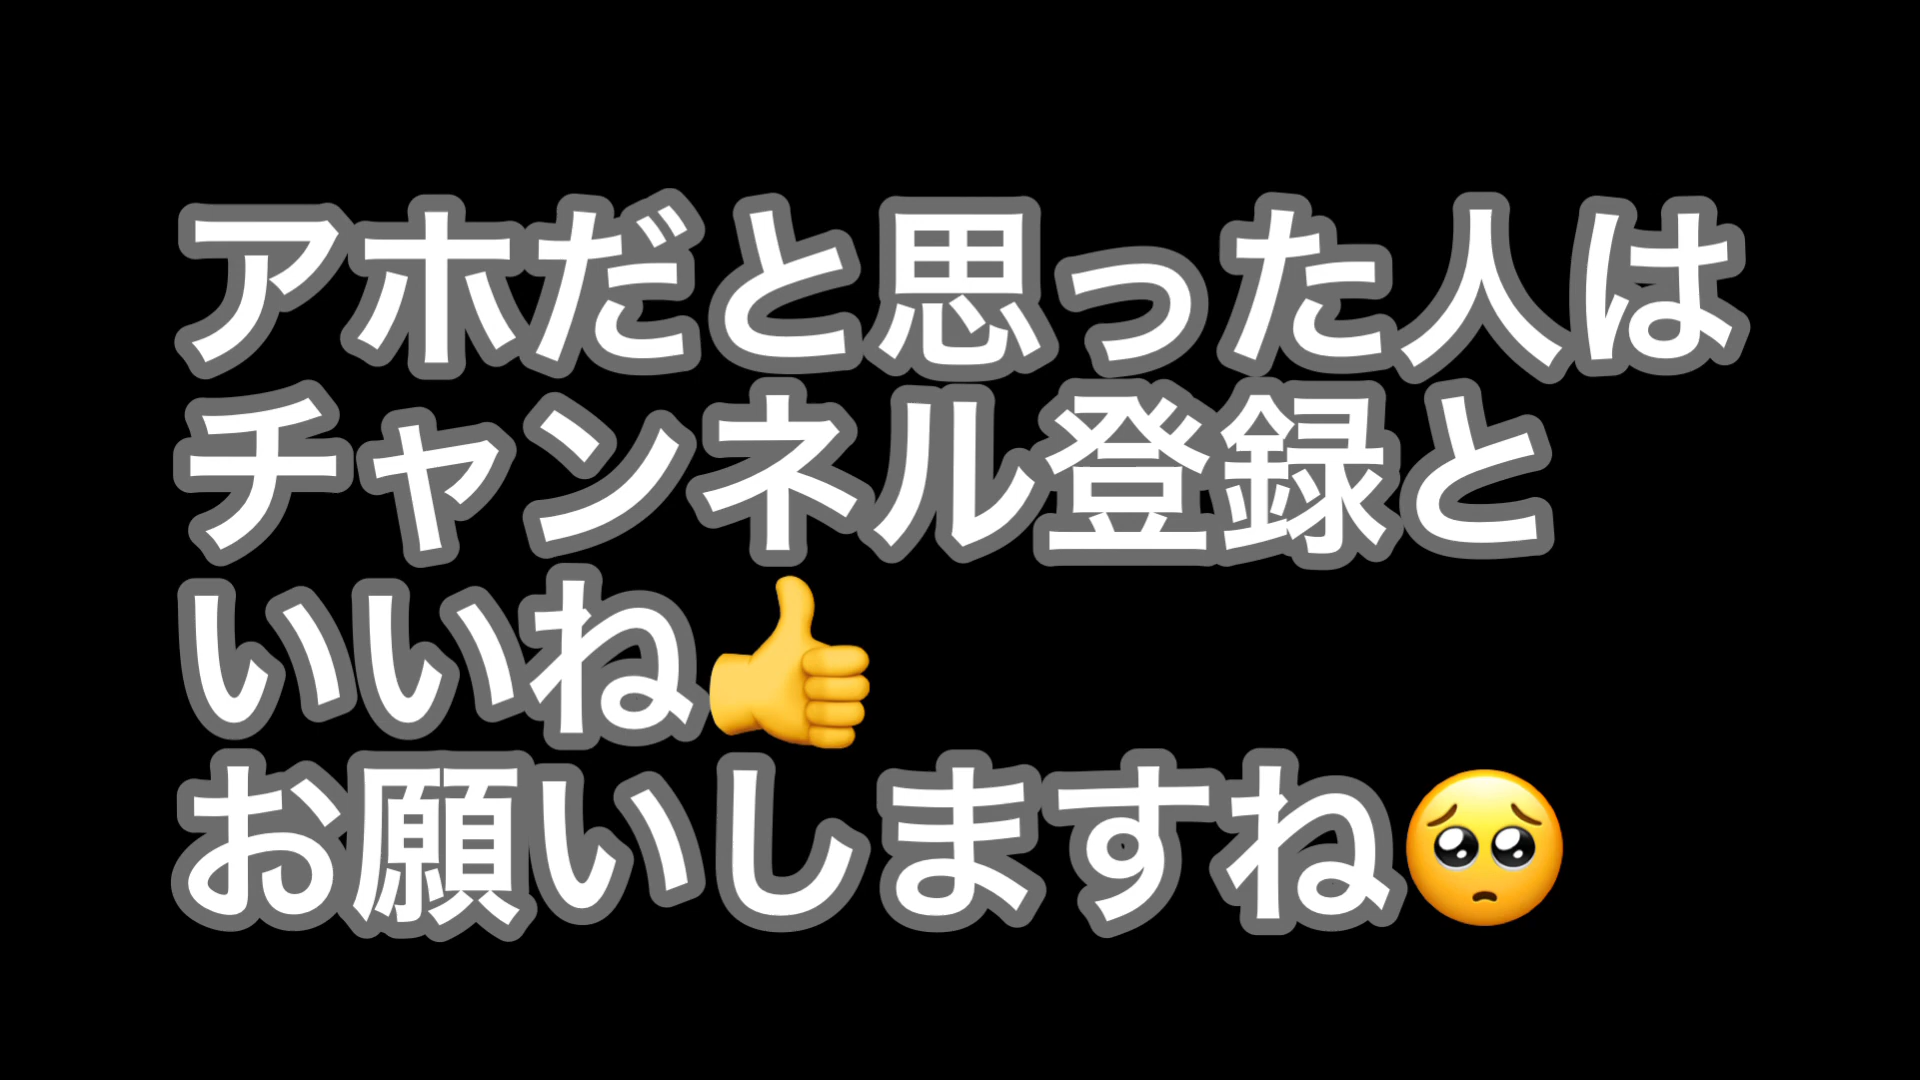 アホだと思った人は
チャンネル登録と
いいね👍
お願いしますね🥺